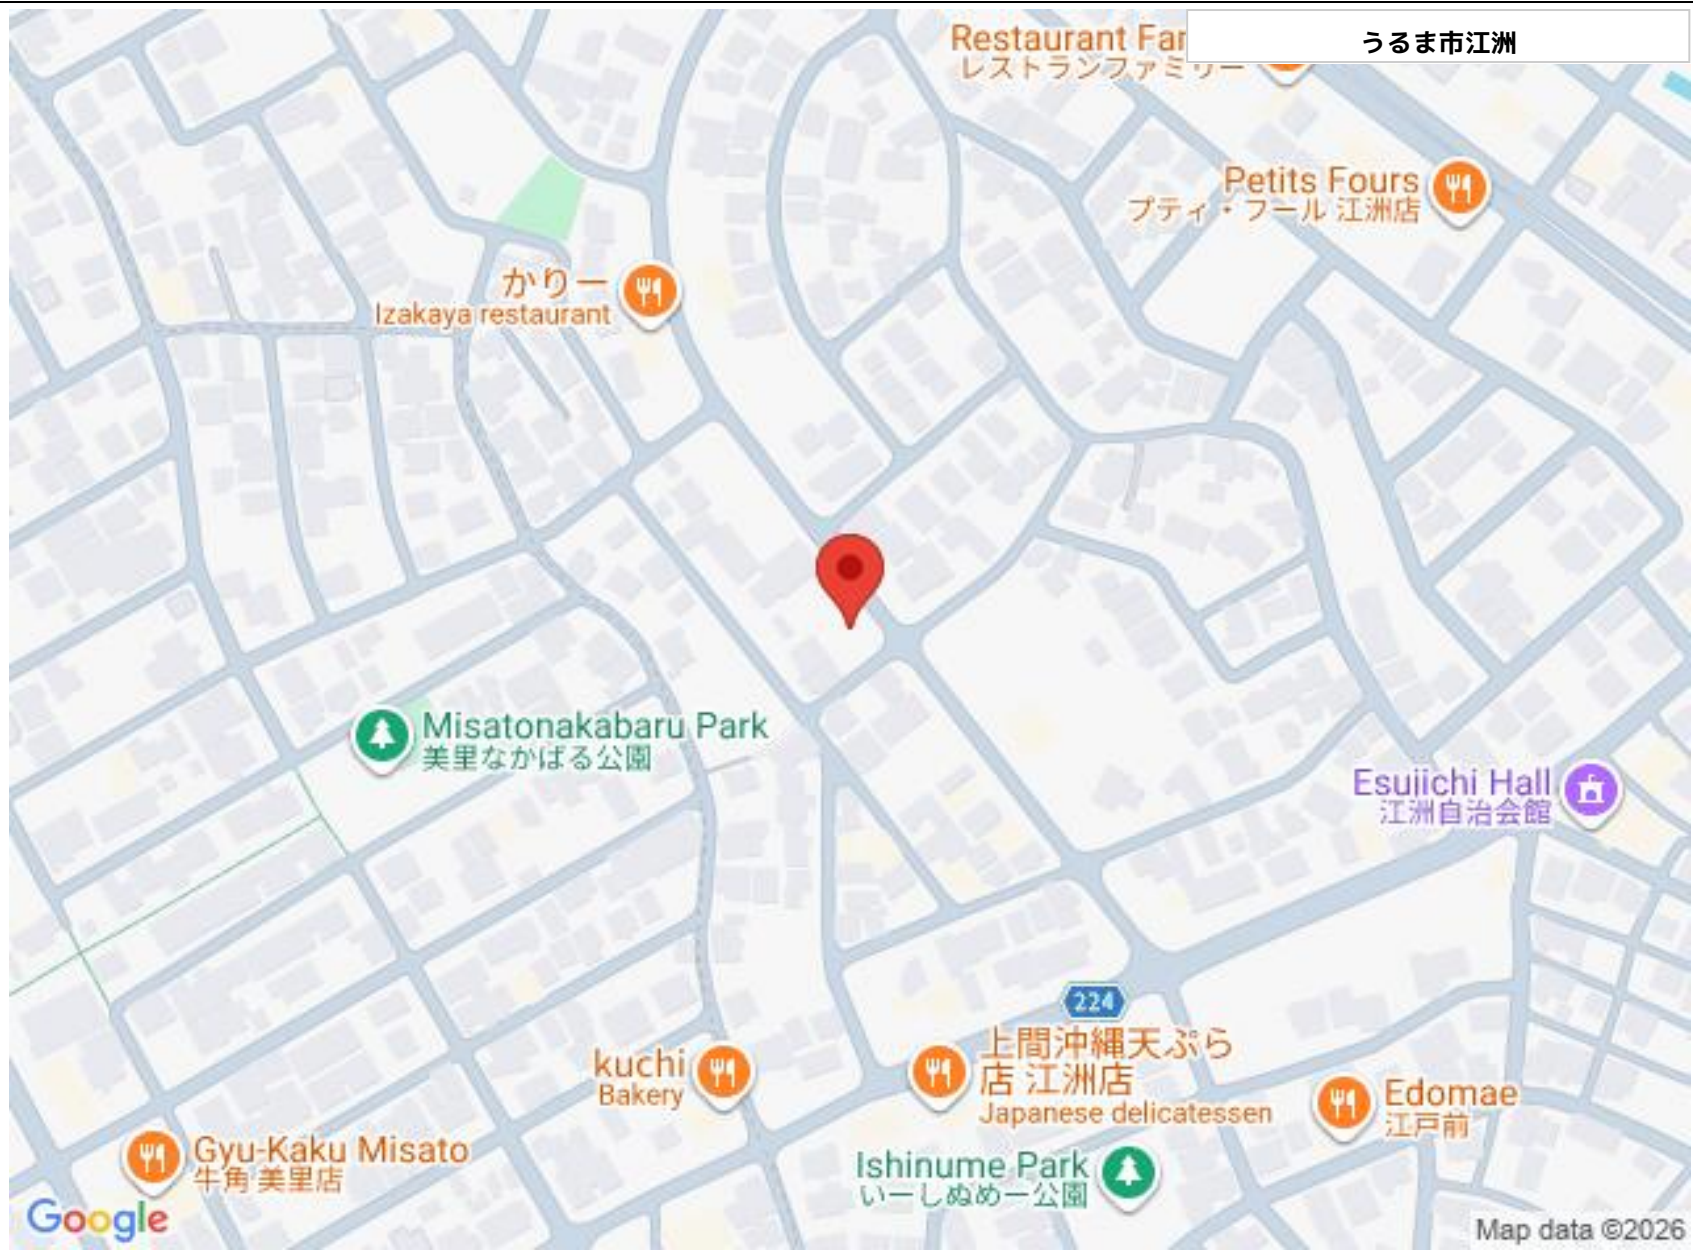 Restaurant Far
レストランファミリー
うるま市江洲
Petits Fours
プティ・フール 江洲店
かりー
Izakaya restaurant
Misatonakabaru Park
美里なかばる公園
Esujichi Hall
江洲自治会館
224
上間沖縄天ぷら
店 江洲店
Japanese delicatessen
kuchi
Bakery
Edomae
江戸前
Gyu-Kaku Misato
牛角 美里店
Ishinume Park
いーしぬめー公園
Google
Map data ©2026